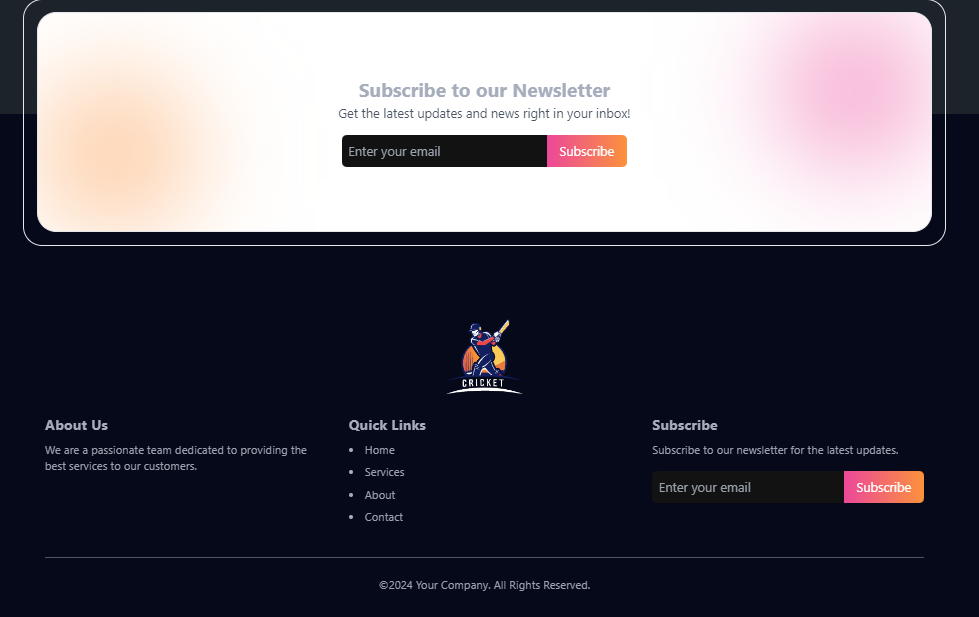 Subscribe to our Newsletter
Get the latest updates and news right in your inbox!
Enter your email
Subscribe
CRICKET
About Us
We are a passionate team dedicated to providing the
best services to our customers.
Quick Links
Home
Services
About
Contact
Subscribe
Subscribe to our newsletter for the latest updates.
Enter your email
Subscribe
©2024 Your Company. All Rights Reserved.